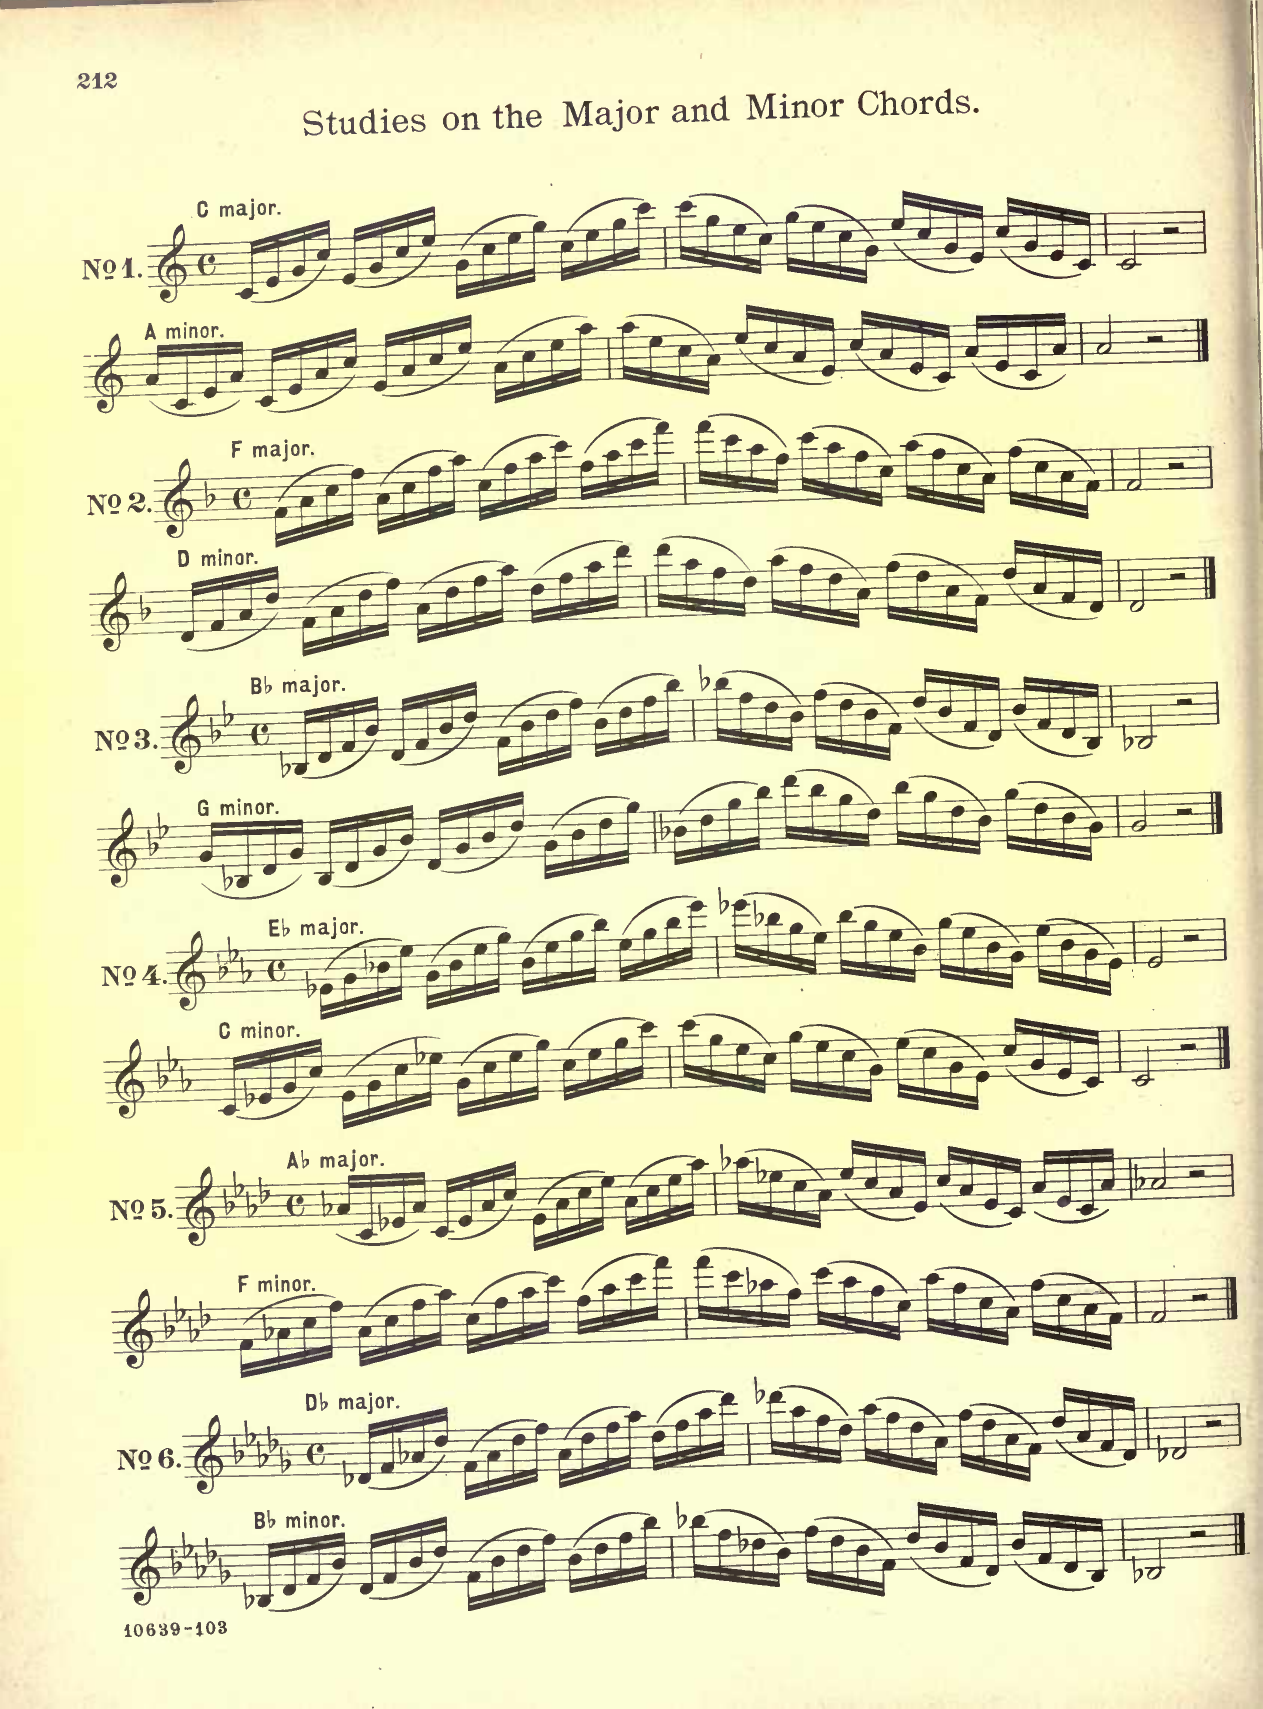 212
Studies on the Major and Minor Chords.
C major.
No 1.
A minor.
F major.
No 2.
D minor.
B♭ major.
No 3.
G minor.
E♭ major.
No 4.
C minor.
A♭ major.
No 5.
F minor.
D♭ major.
No 6.
B♭ minor.
10639-103